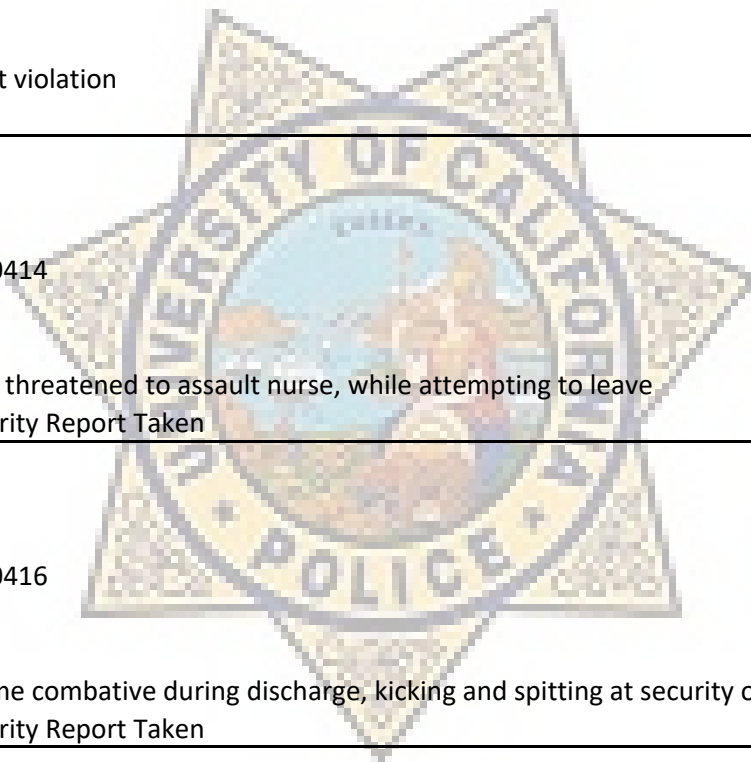 t violation
0414
threatened to assault nurse, while attempting to leave
rity Report Taken
0416
ne combative during discharge, kicking and spitting at security o
rity Report Taken
UNIVERSITY OF CALIFORNIA
POLICE